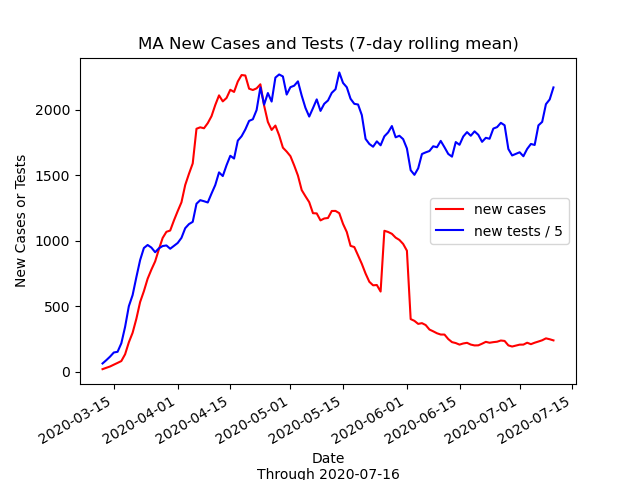 MA New Cases and Tests (7-day rolling mean)
New Cases or Tests
2000
1500
1000
500
0
new cases
new tests / 5
2020-03-15
2020-04-01
2020-04-15
2020-05-01
2020-05-15
2020-06-01
2020-06-15
2020-07-01
2020-07-15
Date
Through 2020-07-16